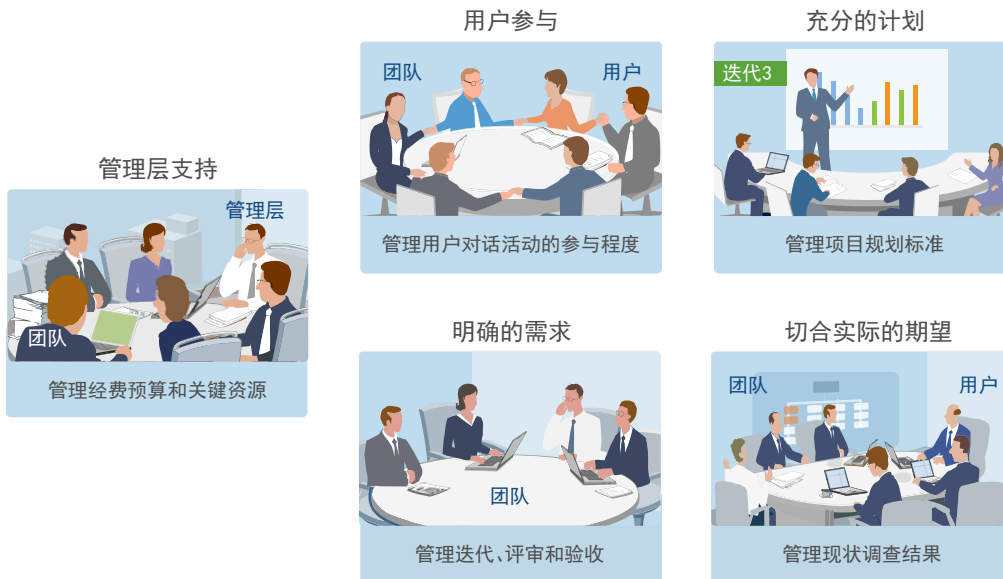 用户参与
团队
用户
管理用户对话活动的参与程度
充分的计划
迭代3
管理项目规划标准
管理层支持
管理层
团队
管理经费预算和关键资源
明确的需求
团队
管理迭代、评审和验收
切合实际的期望
团队
用户
管理现状调查结果